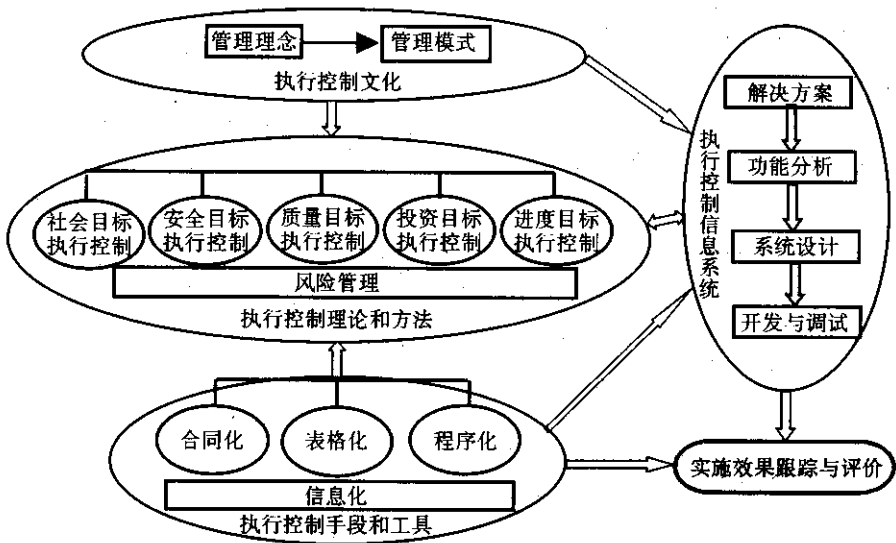 管理理念
管理模式
执行控制文化
社会目标
执行控制
安全目标
执行控制
质量目标
执行控制
投资目标
执行控制
进度目标
执行控制
风险管理
执行控制理论和方法
合同化
表格化
程序化
信息化
执行控制手段和工具
执行控制信息系统
解决方案
功能分析
系统设计
开发与调试
实施效果跟踪与评价